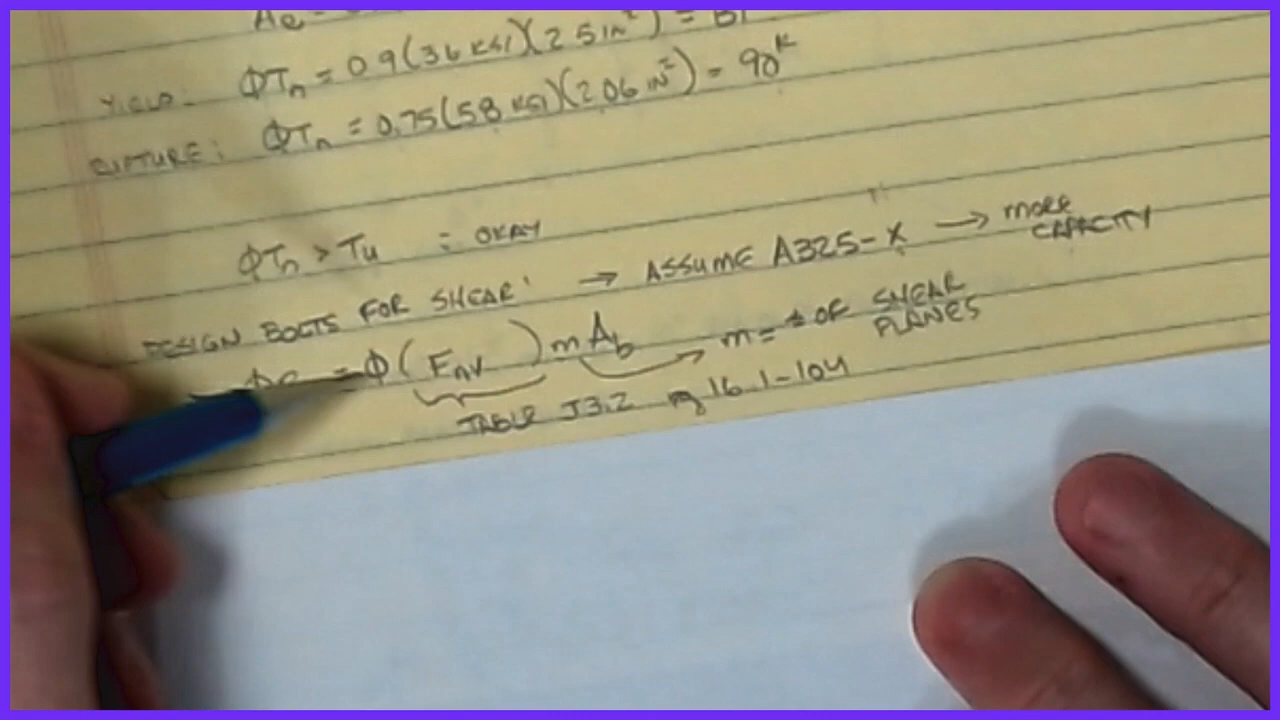 Ae
YIELD: ΦTn = 0.9(36 KSI)(2.5 IN²) = 81
RUPTURE: ΦTn = 0.75(58 KSI)(2.06 IN²) = 90ᴷ
ΦTn > Tu ∴ OKAY
DESIGN BOLTS FOR SHEAR: → ASSUME A325-X → MORE CAPACITY
= Φ(Fnv) m Ab m = # OF SHEAR PLANES
TABLE J3.2 pg 16.1-104